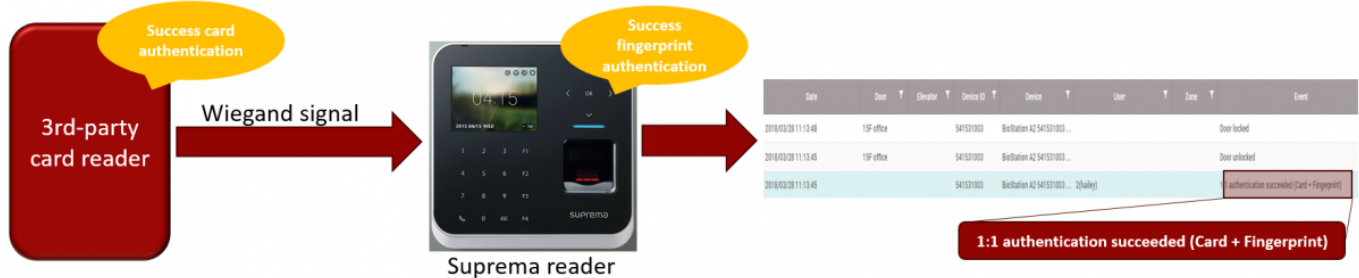 Success card
authentication
3rd-party
card reader
Wiegand signal
Success
fingerprint
authentication
04:15
2015 04/15 WED
OK
1 2 3 F1
4 5 6 F2
7 8 9 F3
0 ESC F4
suprema
Suprema reader
Date Door Elevator Device ID Device User Zone Event
2018/03/28 11:13:48 15F office 541531003 BioStation A2 541531003 ... Door locked
2018/03/28 11:13:45 15F office 541531003 BioStation A2 541531003 ... Door unlocked
2018/03/28 11:13:45 541531003 BioStation A2 541531003 ... 2(hailey) 1:1 authentication succeeded (Card + Fingerprint)
1:1 authentication succeeded (Card + Fingerprint)